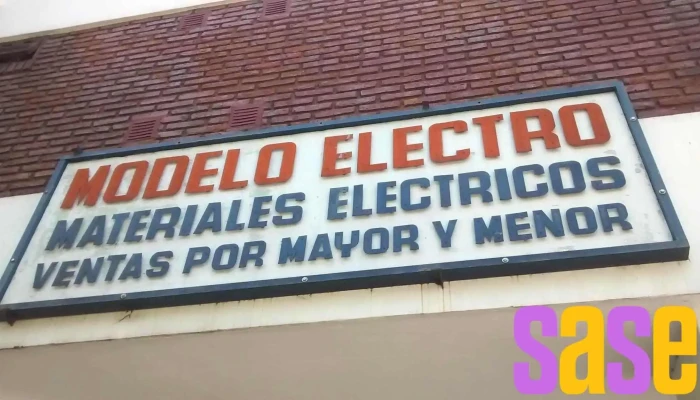 MODELO ELECTRO
MATERIALES ELECTRICOS
VENTAS POR MAYOR Y MENOR
sase